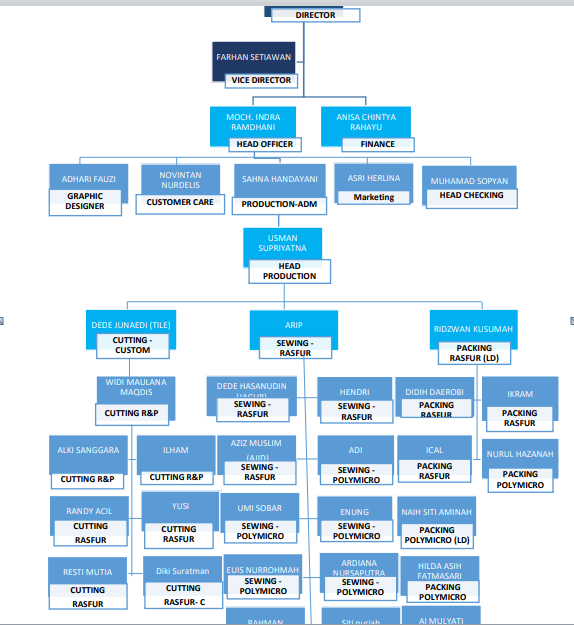 DIRECTOR
FARHAN SETIAWAN
VICE DIRECTOR
MOCH. INDRA
RAMDHANI
HEAD OFFICER
ANISA CHINTYA
RAHAYU
FINANCE
ADHARI FAUZI
GRAPHIC
DESIGNER
NOVINTAN
NURDELIS
CUSTOMER CARE
SAHNA HANDAYANI
PRODUCTION-ADM
ASRI HERLINA
Marketing
MUHAMAD SOPYAN
HEAD CHECKING
USMAN
SUPRIYATNA
HEAD
PRODUCTION
DEDE JUNAEDI (TILE)
CUTTING -
CUSTOM
ARIP
SEWING -
RASFUR
RIDZWAN KUSUMAH
PACKING
RASFUR (LD)
WIDI MAULANA
MAQDIS
CUTTING R&P
DEDE HASANUDIN
SEWING -
RASFUR
HENDRI
SEWING -
RASFUR
DIDIH DAEROBI
PACKING
RASFUR
IKRAM
PACKING
RASFUR
ALKI SANGGARA
CUTTING R&P
ILHAM
CUTTING R&P
AZIZ MUSLIM
SEWING -
RASFUR
ADI
SEWING -
POLYMICRO
ICAL
PACKING
RASFUR
NURUL HAZANAH
PACKING
POLYMICRO
RANDY ACIL
CUTTING
RASFUR
YUSI
CUTTING
RASFUR
UMI SOBAR
SEWING -
POLYMICRO
ENUNG
SEWING -
POLYMICRO
NAIH SITI AMINAH
PACKING
POLYMICRO (LD)
RESTI MUTIA
CUTTING
RASFUR
Diki Suratman
CUTTING
RASFUR- C
EUIS NURROHMAH
SEWING -
POLYMICRO
ARDIANA
NURSAPUTRA
SEWING -
POLYMICRO
HILDA ASIH
FATMASARI
PACKING
POLYMICRO
RAHMAN
Siti nuriah
AI MULYATI